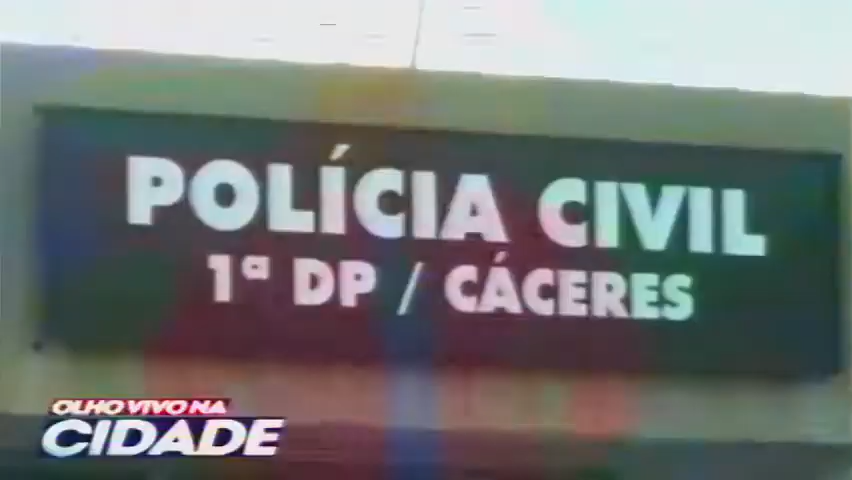 POLÍCIA CIVIL
1ª DP / CÁCERES
OLHO VIVO NA
CIDADE